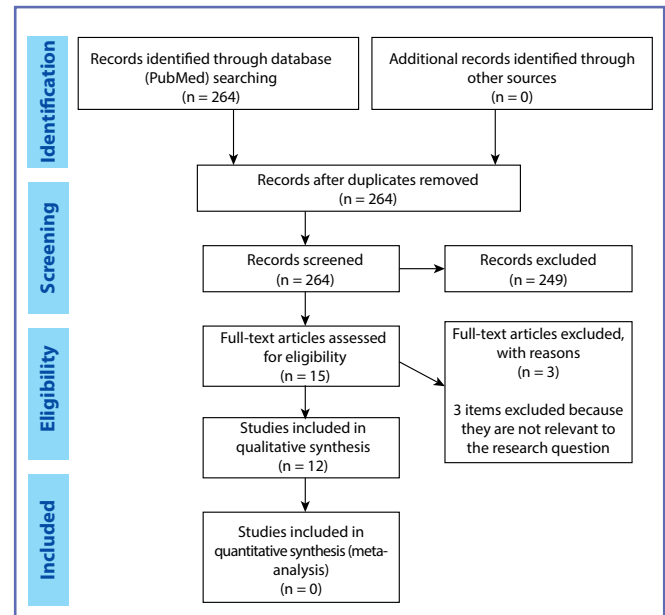 Identification
Records identified through database
(PubMed) searching
(n = 264)
Additional records identified through
other sources
(n = 0)
Records after duplicates removed
(n = 264)
Screening
Records screened
(n = 264)
Records excluded
(n = 249)
Eligibility
Full-text articles assessed
for eligibility
(n = 15)
Full-text articles excluded,
with reasons
(n = 3)
3 items excluded because
they are not relevant to
the research question
Studies included in
qualitative synthesis
(n = 12)
Included
Studies included in
quantitative synthesis (meta-
analysis)
(n = 0)